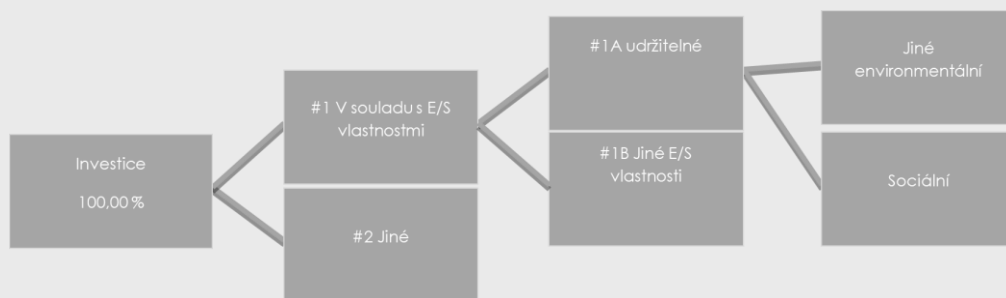 Investice
100,00 %
#1 V souladu s E/S
vlastnostmi
#2 Jiné
#1A udržitelné
#1B Jiné E/S
vlastnosti
Jiné
environmentální
Sociální